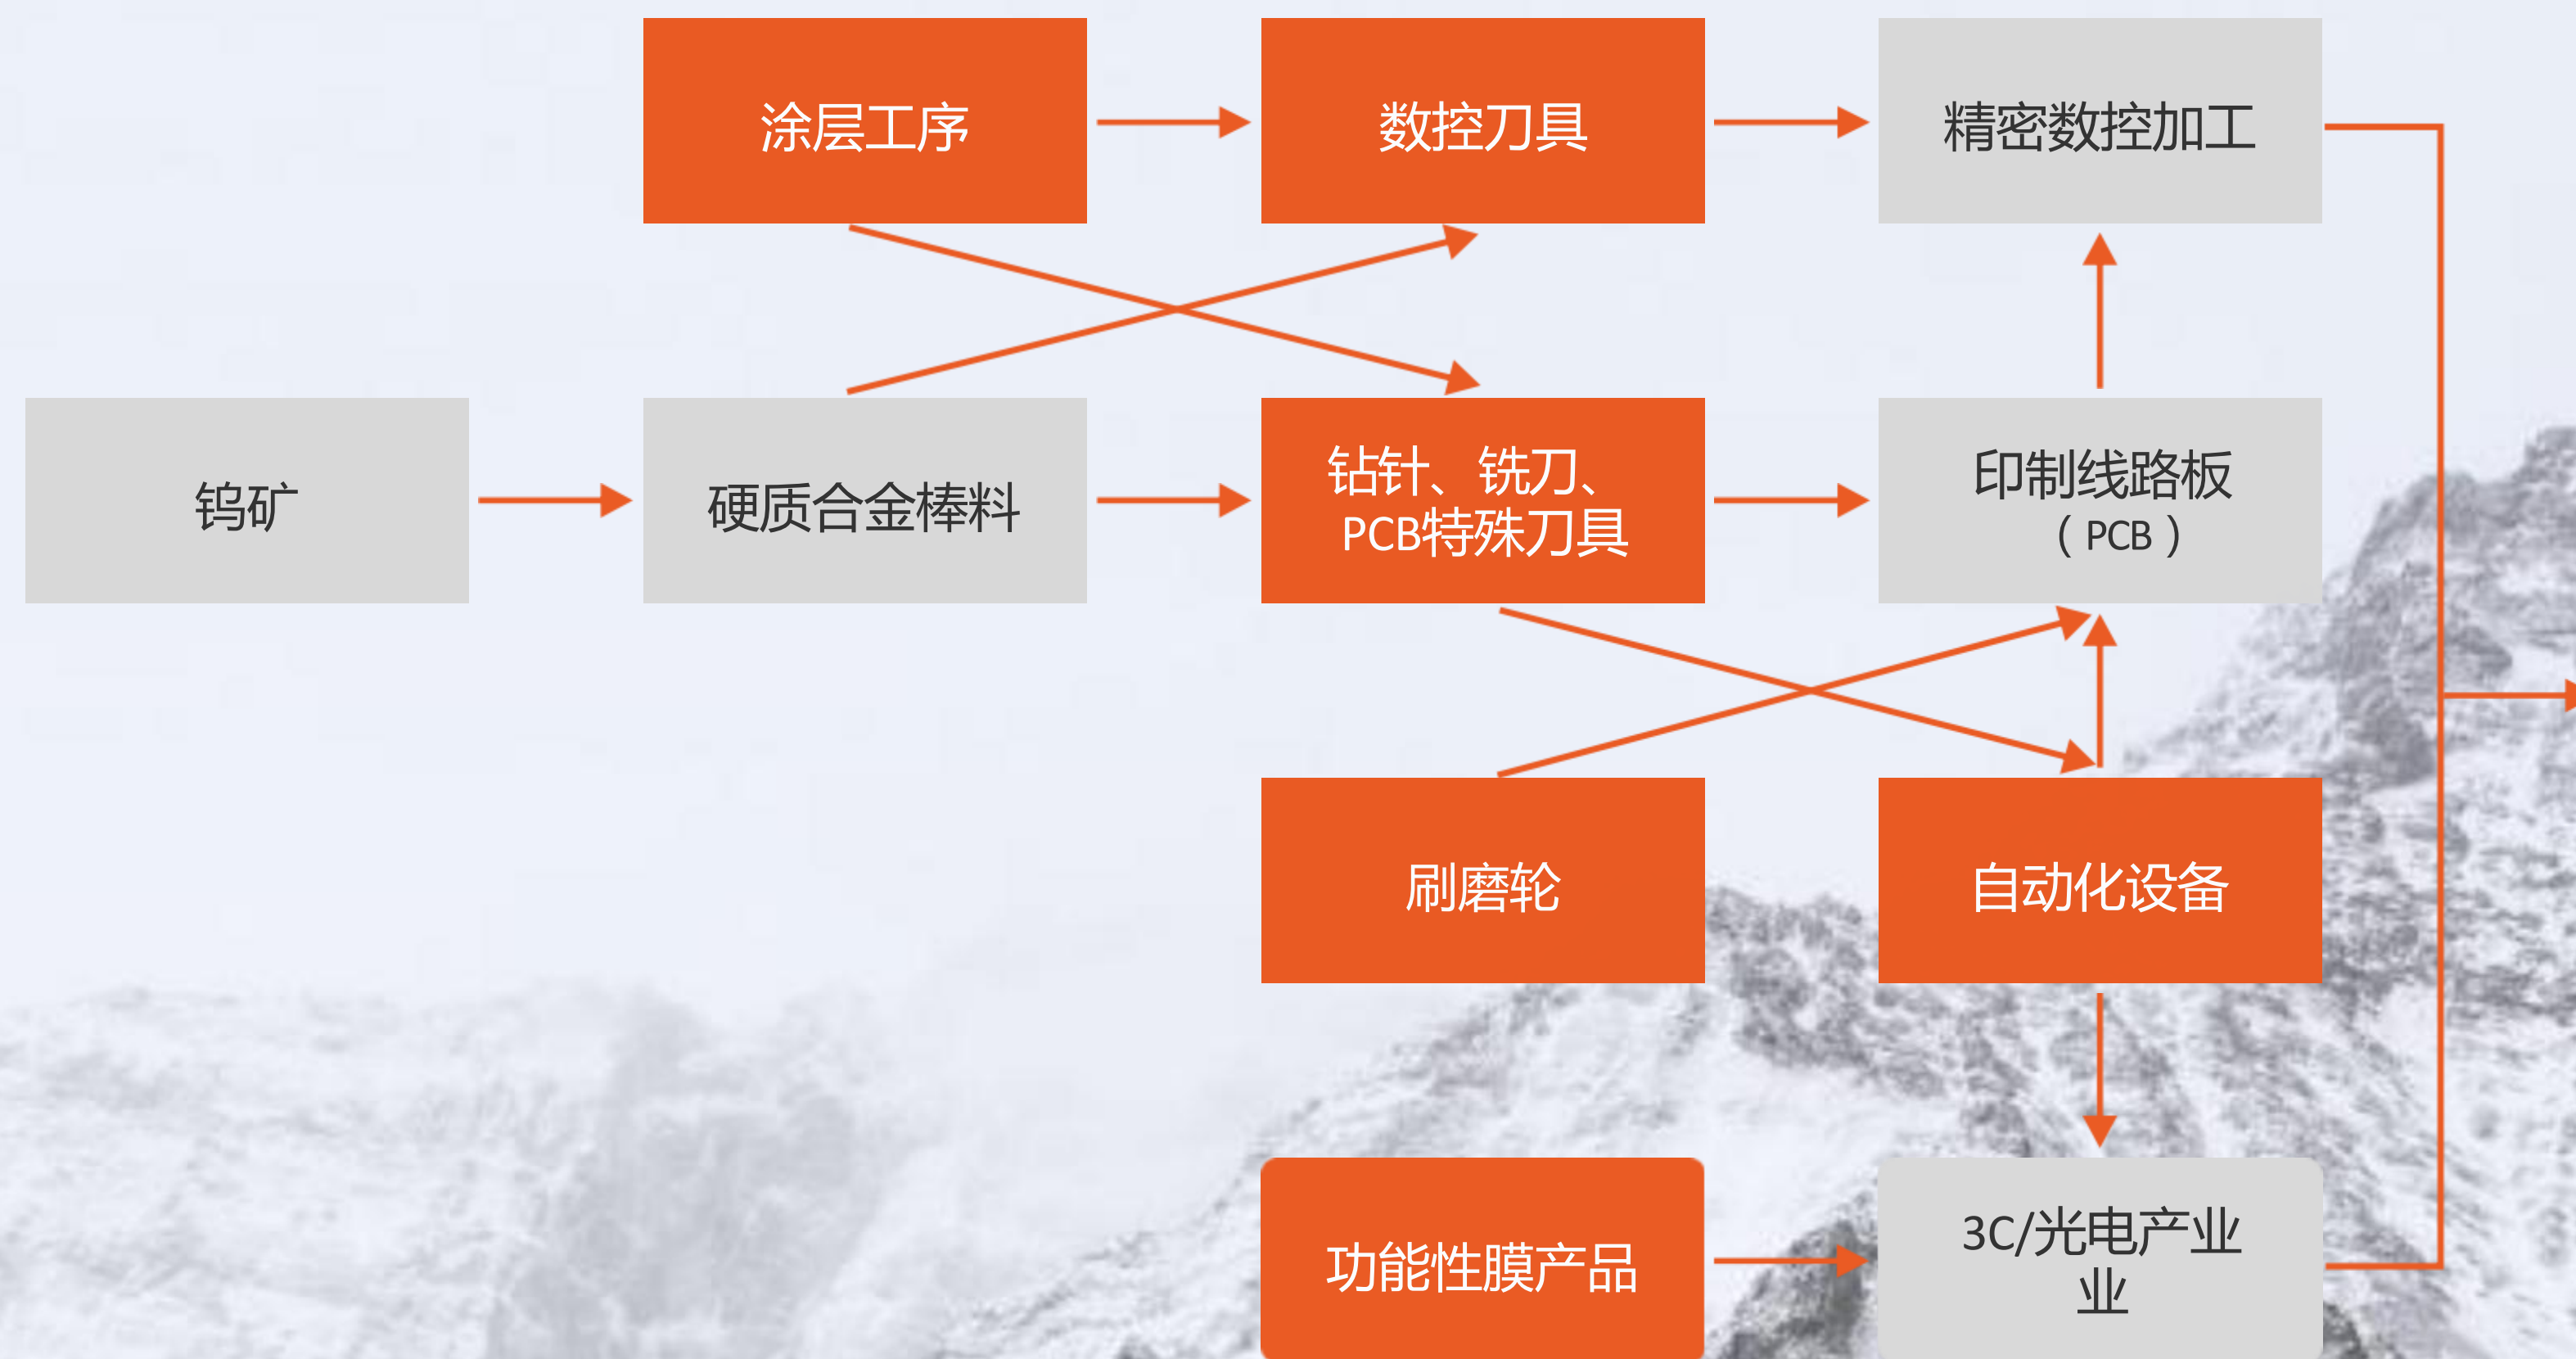 涂层工序
数控刀具
精密数控加工
钨矿
硬质合金棒料
钻针、铣刀、
PCB特殊刀具
印制线路板
（PCB）
刷磨轮
自动化设备
功能性膜产品
3C/光电产业
业